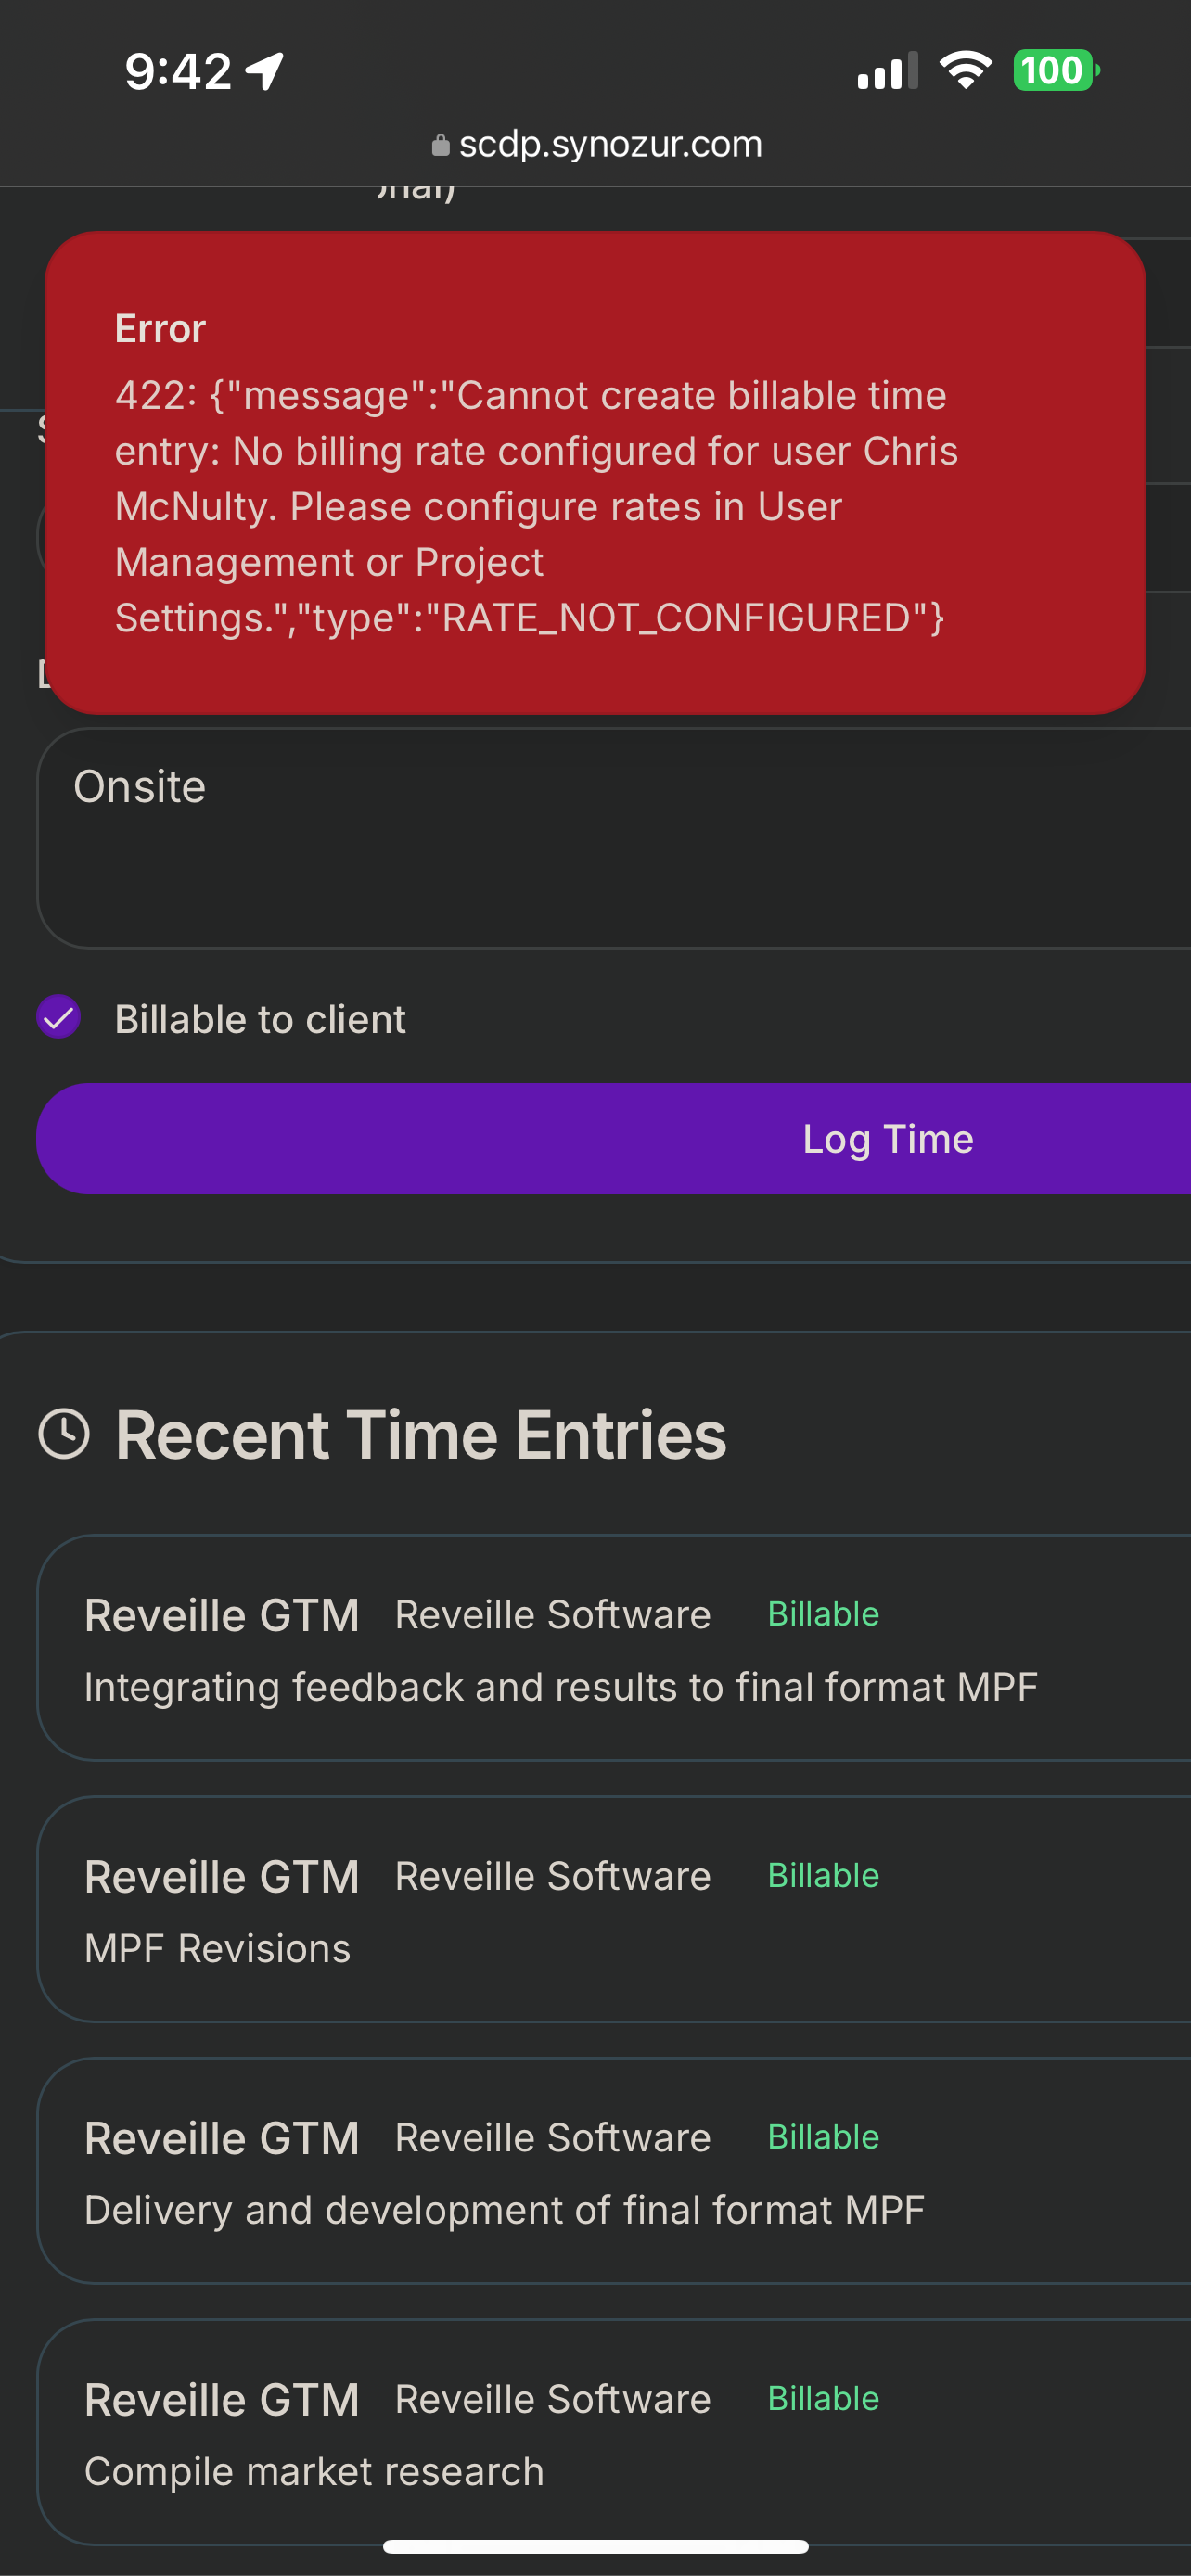 9:42
100
scdp.synozur.com
Error
422: {"message":"Cannot create billable time
entry: No billing rate configured for user Chris
McNulty. Please configure rates in User
Management or Project
Settings.","type":"RATE_NOT_CONFIGURED"}
Onsite
Billable to client
Log Time
Recent Time Entries
Reveille GTM Reveille Software Billable
Integrating feedback and results to final format MPF
Reveille GTM Reveille Software Billable
MPF Revisions
Reveille GTM Reveille Software Billable
Delivery and development of final format MPF
Reveille GTM Reveille Software Billable
Compile market research